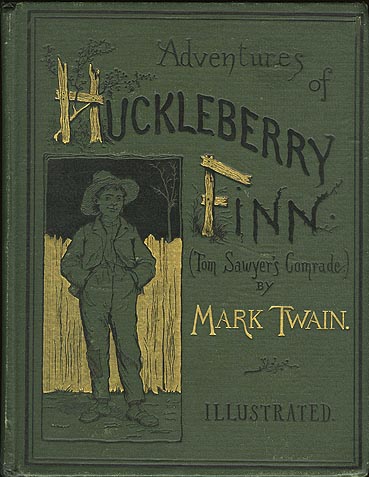 Adventures
of
HUCKLEBERRY
FINN.
(Tom Sawyer's Comrade.)
BY
MARK TWAIN.
ILLUSTRATED.